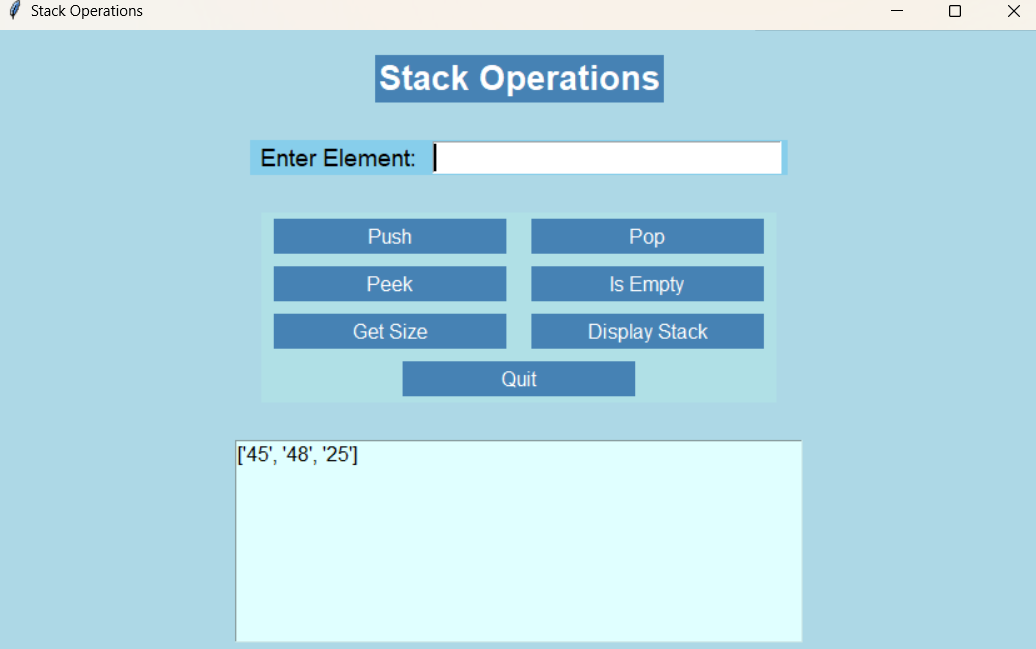 Stack Operations
Stack Operations
Enter Element:
Push Pop
Peek Is Empty
Get Size Display Stack
Quit
['45', '48', '25']